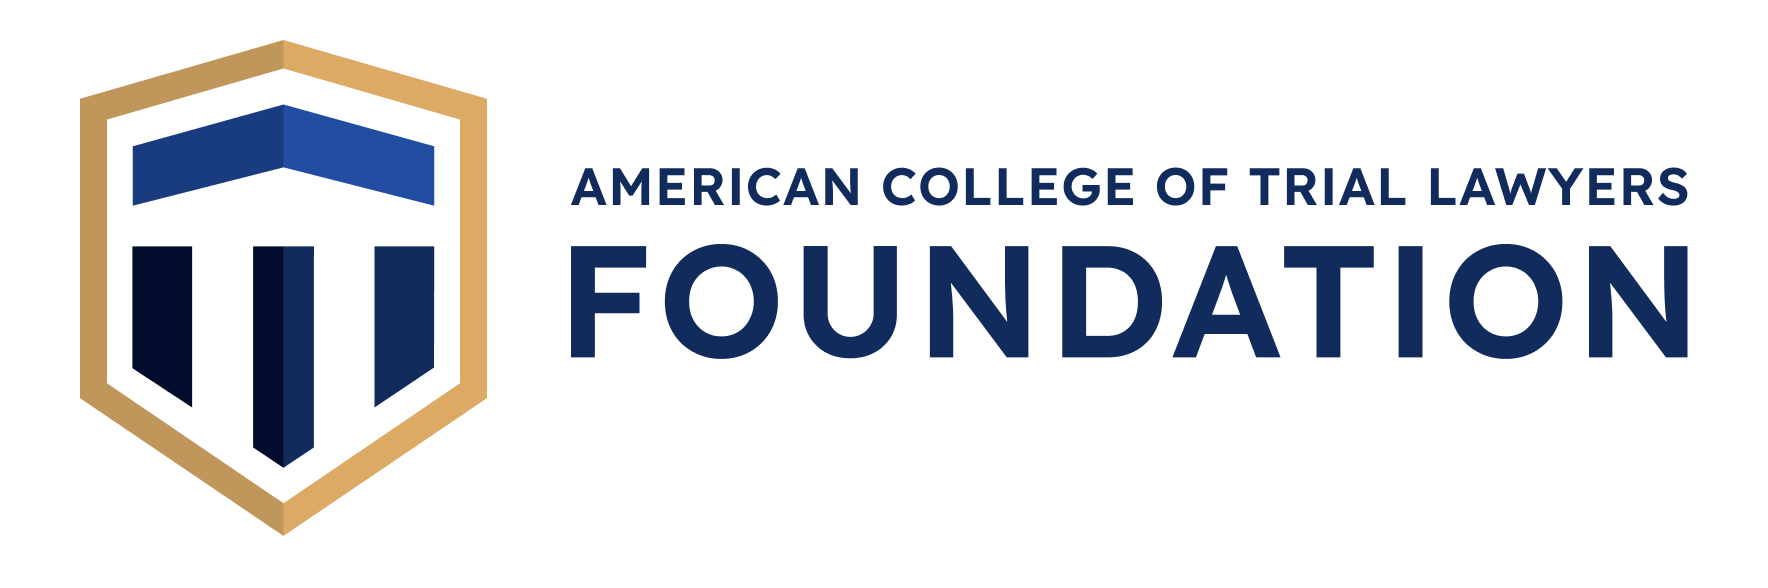 AMERICAN COLLEGE OF TRIAL LAWYERS
FOUNDATION